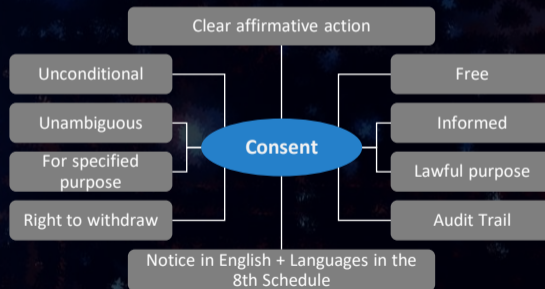 Clear affirmative action
Unconditional
Free
Unambiguous
Informed
Consent
For specified
purpose
Lawful purpose
Right to withdraw
Audit Trail
Notice in English + Languages in the
8th Schedule